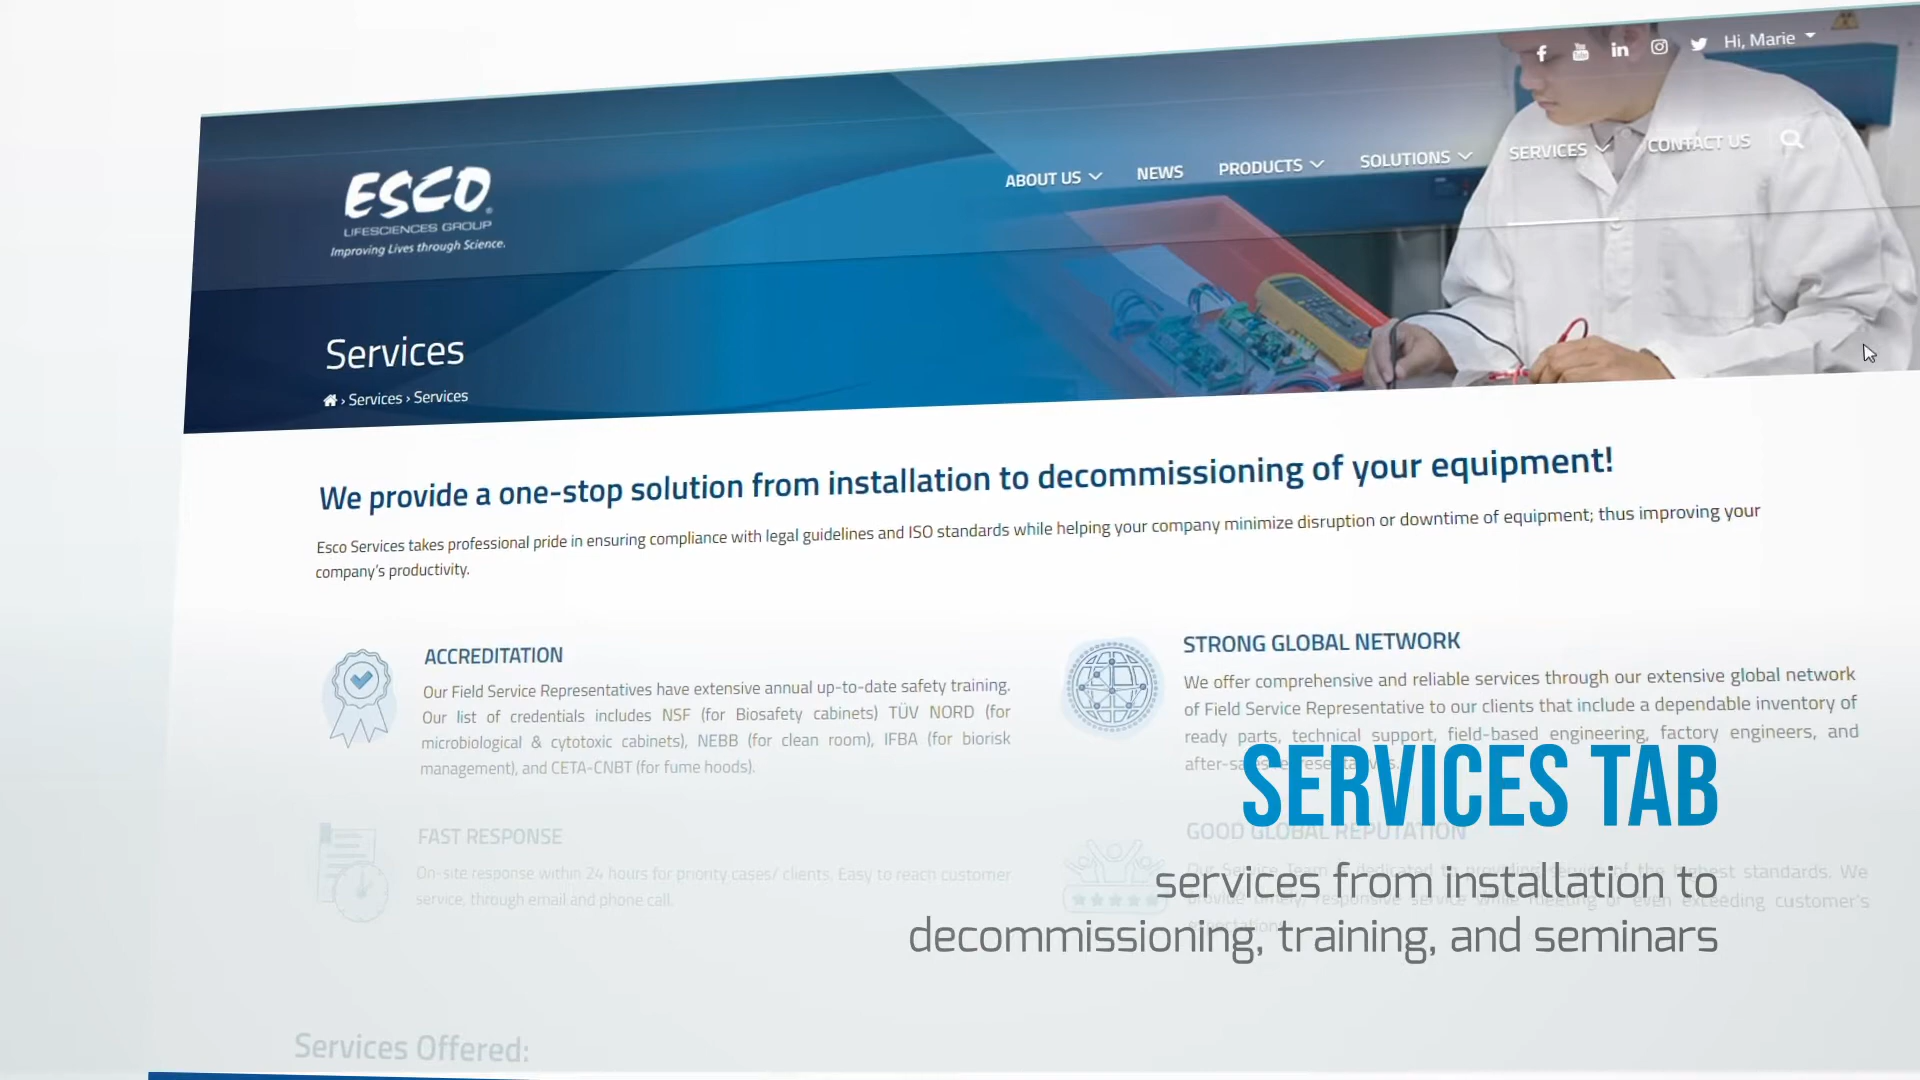 Hi, Marie
ESCO
LIFESCIENCES GROUP
Improving Lives through Science.
ABOUT US NEWS PRODUCTS SOLUTIONS SERVICES CONTACT US
Services
› Services › Services
We provide a one-stop solution from installation to decommissioning of your equipment!
Esco Services takes professional pride in ensuring compliance with legal guidelines and ISO standards while helping your company minimize disruption or downtime of equipment; thus improving your
company's productivity.
ACCREDITATION
Our Field Service Representatives have extensive annual up-to-date safety training.
Our list of credentials includes NSF (for Biosafety cabinets) TÜV NORD (for
microbiological & cytotoxic cabinets), NEBB (for clean room), IFBA (for biorisk
management), and CETA-CNBT (for fume hoods).
STRONG GLOBAL NETWORK
We offer comprehensive and reliable services through our extensive global network
of Field Service Representative to our clients that include a dependable inventory of
ready parts, technical support, field-based engineering, factory engineers, and
after-sales representatives.
FAST RESPONSE
On-site response within 24 hours for priority cases/ clients. Easy to reach customer
service, through email and phone call.
GOOD GLOBAL REPUTATION
Our Service Team is dedicated to providing service of the highest standards. We
provide timely, responsive service while meeting or even exceeding customer's
expectations.
SERVICES TAB
services from installation to
decommissioning, training, and seminars
Services Offered: